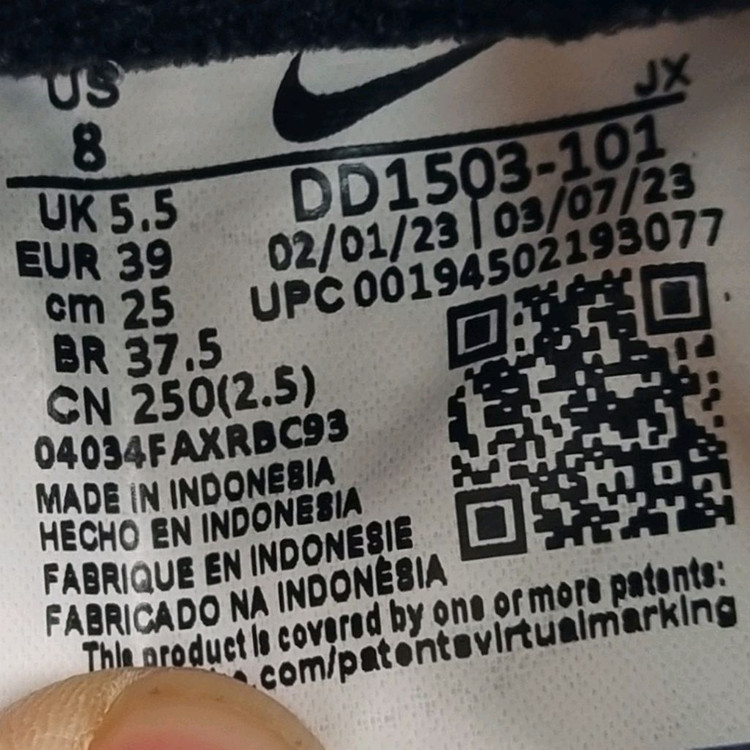 US
8
JX
DD1503-101
02/01/23 | 03/07/23
UPC 00194502193077
UK 5.5
EUR 39
cm 25
BR 37.5
CN 250(2.5)
04034FAXRBC93
MADE IN INDONESIA
HECHO EN INDONESIA
FABRIQUE EN INDONESIE
FABRICADO NA INDONÉSIA
This product is covered by one or more patents:
.com/patentsvirtualmarking